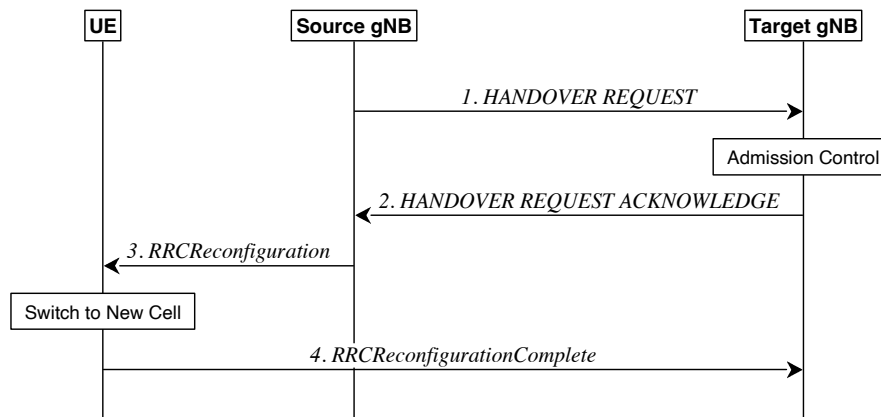 UE
Source gNB
Target gNB
1. HANDOVER REQUEST
Admission Control
2. HANDOVER REQUEST ACKNOWLEDGE
3. RRCReconfiguration
Switch to New Cell
4. RRCReconfigurationComplete